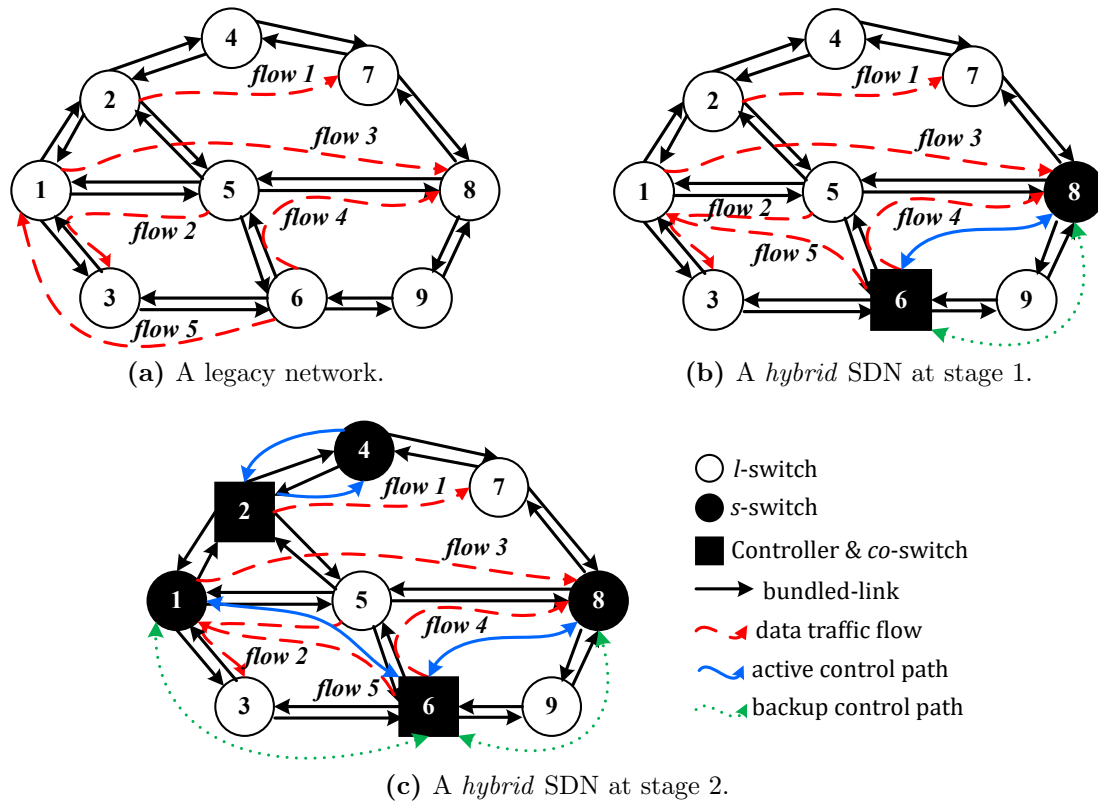 4
flow 1
7
2
flow 3
1
5
8
flow 2
flow 4
3
6
9
flow 5
(a) A legacy network.
4
flow 1
7
2
flow 3
1
5
8
flow 2
flow 4
flow 5
3
6
9
(b) A hybrid SDN at stage 1.
4
flow 1
7
2
flow 3
1
5
8
flow 4
flow 2
flow 5
3
6
9
(c) A hybrid SDN at stage 2.
l-switch
s-switch
Controller & co-switch
bundled-link
data traffic flow
active control path
backup control path